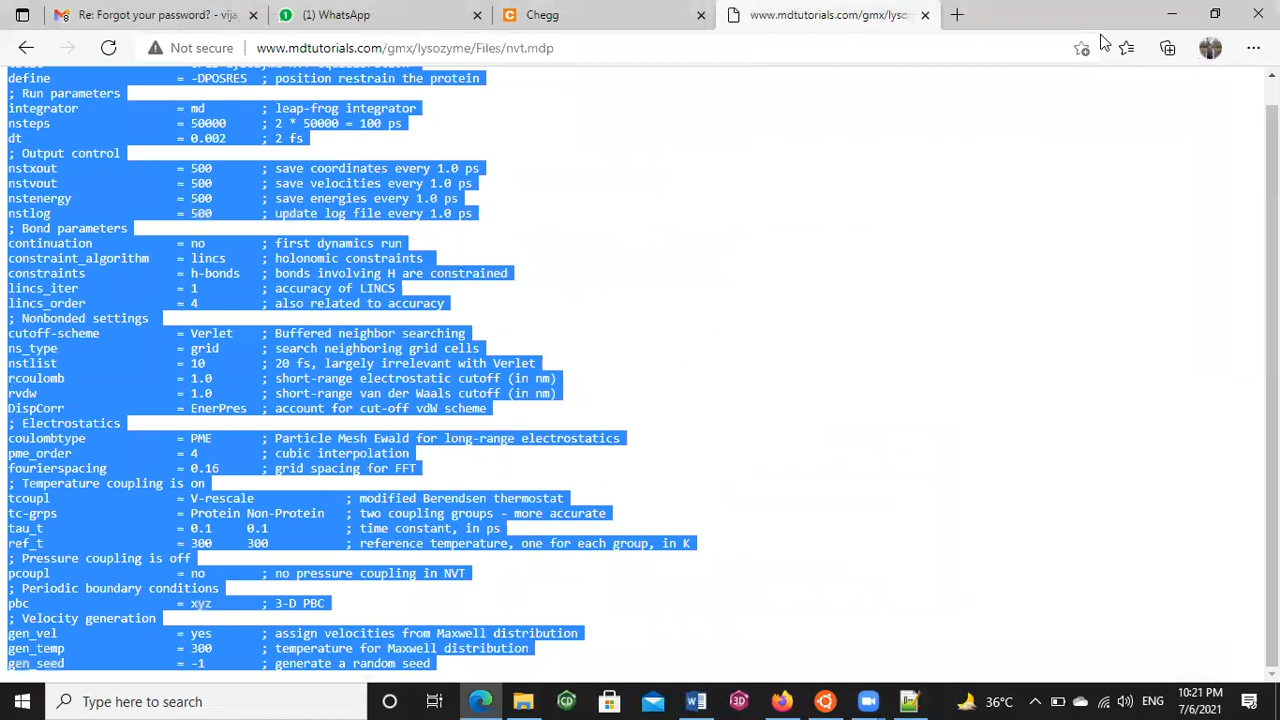 Re: Forgot your password? - vija
(1) WhatsApp
Chegg
www.mdtutorials.com/gmx/lysoz
Not secure
www.mdtutorials.com/gmx/lysozyme/Files/nvt.mdp
define = -DPOSRES ; position restrain the protein
; Run parameters
integrator = md ; leap-frog integrator
nsteps = 50000 ; 2 * 50000 = 100 ps
dt = 0.002 ; 2 fs
; Output control
nstxout = 500 ; save coordinates every 1.0 ps
nstvout = 500 ; save velocities every 1.0 ps
nstenergy = 500 ; save energies every 1.0 ps
nstlog = 500 ; update log file every 1.0 ps
; Bond parameters
continuation = no ; first dynamics run
constraint_algorithm = lincs ; holonomic constraints
constraints = h-bonds ; bonds involving H are constrained
lincs_iter = 1 ; accuracy of LINCS
lincs_order = 4 ; also related to accuracy
; Nonbonded settings
cutoff-scheme = Verlet ; Buffered neighbor searching
ns_type = grid ; search neighboring grid cells
nstlist = 10 ; 20 fs, largely irrelevant with Verlet
rcoulomb = 1.0 ; short-range electrostatic cutoff (in nm)
rvdw = 1.0 ; short-range van der Waals cutoff (in nm)
DispCorr = EnerPres ; account for cut-off vdW scheme
; Electrostatics
coulombtype = PME ; Particle Mesh Ewald for long-range electrostatics
pme_order = 4 ; cubic interpolation
fourierspacing = 0.16 ; grid spacing for FFT
; Temperature coupling is on
tcoupl = V-rescale ; modified Berendsen thermostat
tc-grps = Protein Non-Protein ; two coupling groups - more accurate
tau_t = 0.1 0.1 ; time constant, in ps
ref_t = 300 300 ; reference temperature, one for each group, in K
; Pressure coupling is off
pcoupl = no ; no pressure coupling in NVT
; Periodic boundary conditions
pbc = xyz ; 3-D PBC
; Velocity generation
gen_vel = yes ; assign velocities from Maxwell distribution
gen_temp = 300 ; temperature for Maxwell distribution
gen_seed = -1 ; generate a random seed
Type here to search
36°C
ENG
10:21 PM
7/6/2021